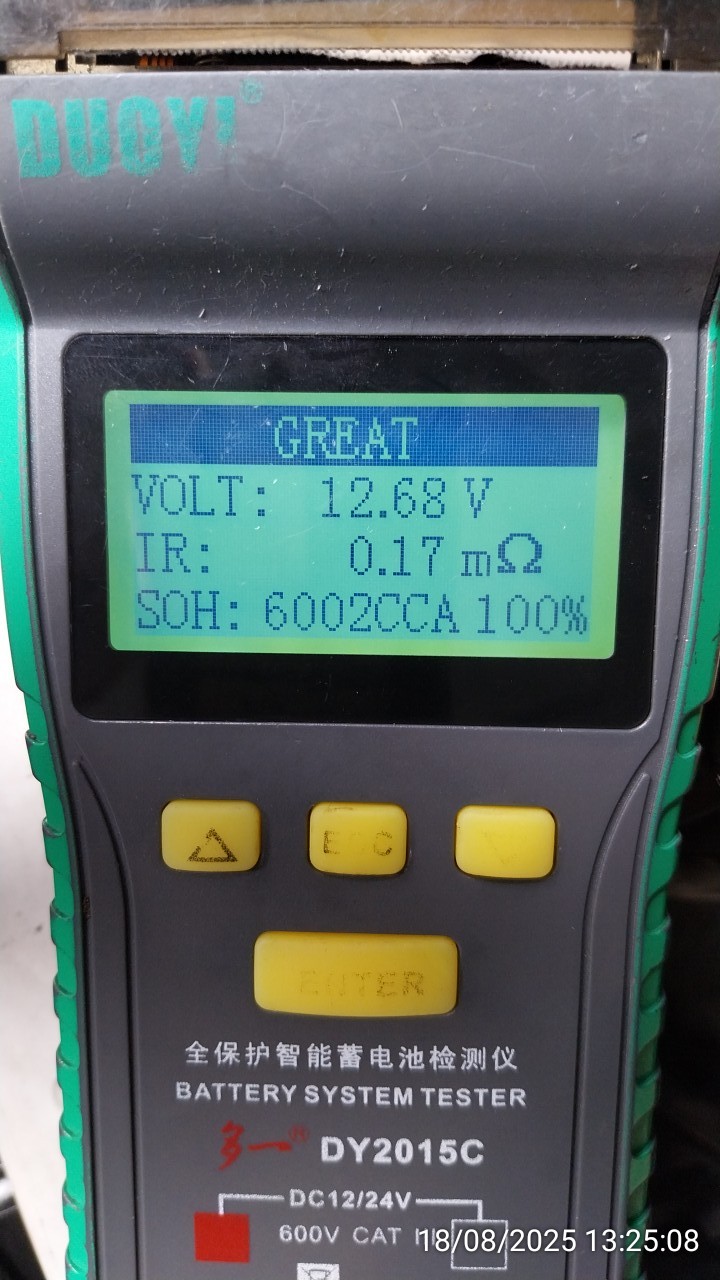 DUOYI®
GREAT
VOLT: 12.68 V
IR: 0.17 mΩ
SOH: 6002CCA 100%
ESC
ENTER
全保护智能蓄电池检测仪
BATTERY SYSTEM TESTER
多一® DY2015C
DC12/24V
600V CAT
18/08/2025 13:25:08